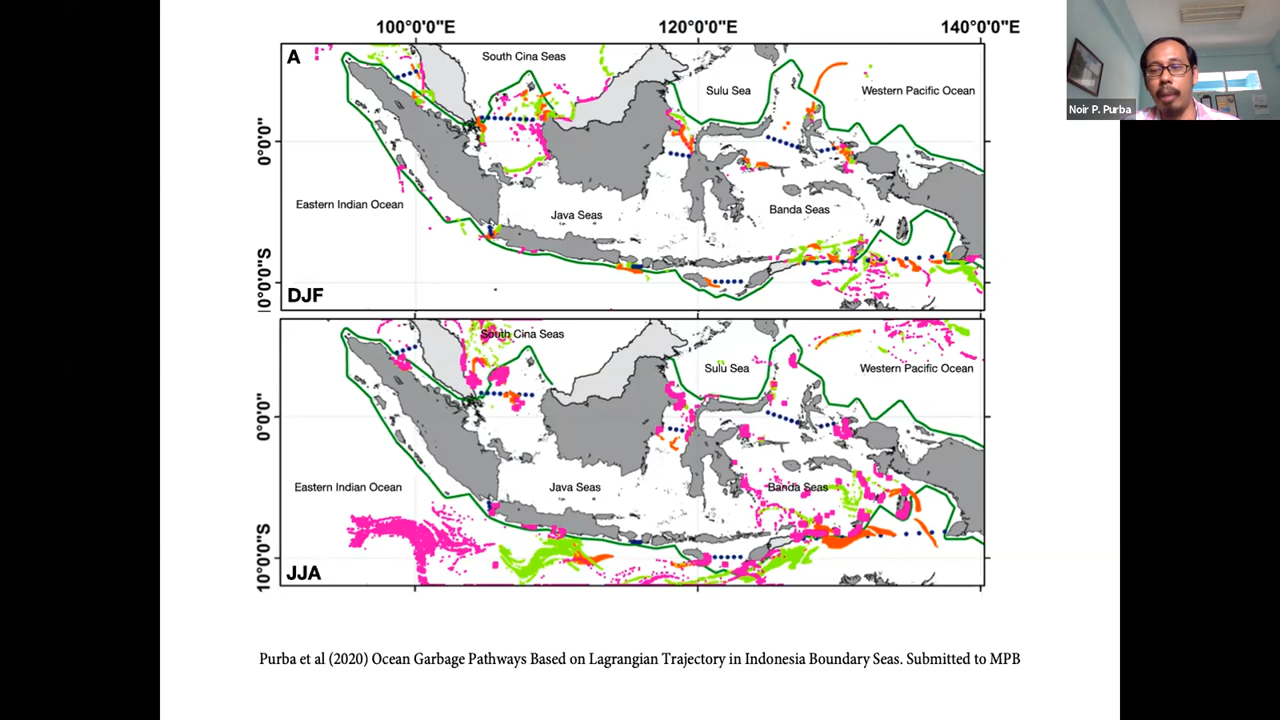 100°0'0"E
120°0'0"E
140°0'0"E
A
South Cina Seas
Sulu Sea
Western Pacific Ocean
0°0'0"
Eastern Indian Ocean
Java Seas
Banda Seas
0°0'0"S
DJF
South Cina Seas
Sulu Sea
Western Pacific Ocean
0°0'0"
Eastern Indian Ocean
Java Seas
Banda Seas
10°0'0"S
JJA
Purba et al (2020) Ocean Garbage Pathways Based on Lagrangian Trajectory in Indonesia Boundary Seas. Submitted to MPB
Noir P. Purba